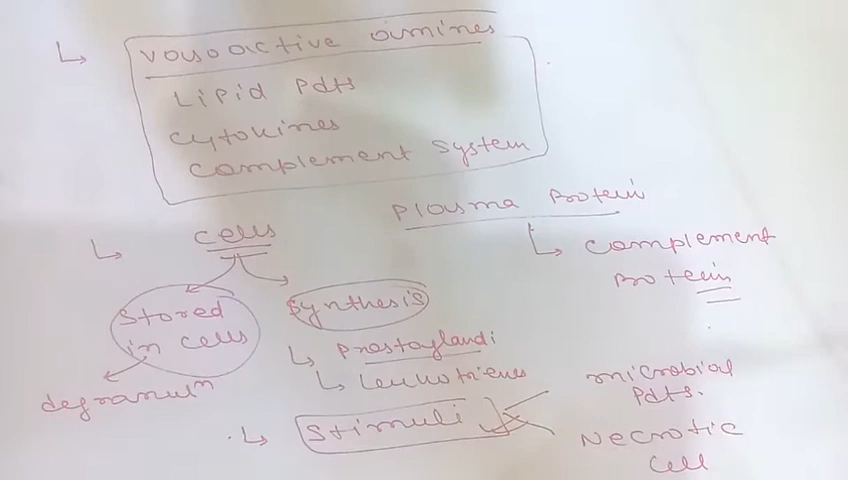 vasoactive amines
Lipid Pdts
cytokines
complement system
Plasma Protein
cells
complement
Protein
stored
in cells
synthesis
Prostaglandi
Leukotrienes
degranulⁿ
microbial
Pdts.
stimuli
Necrotic
cell